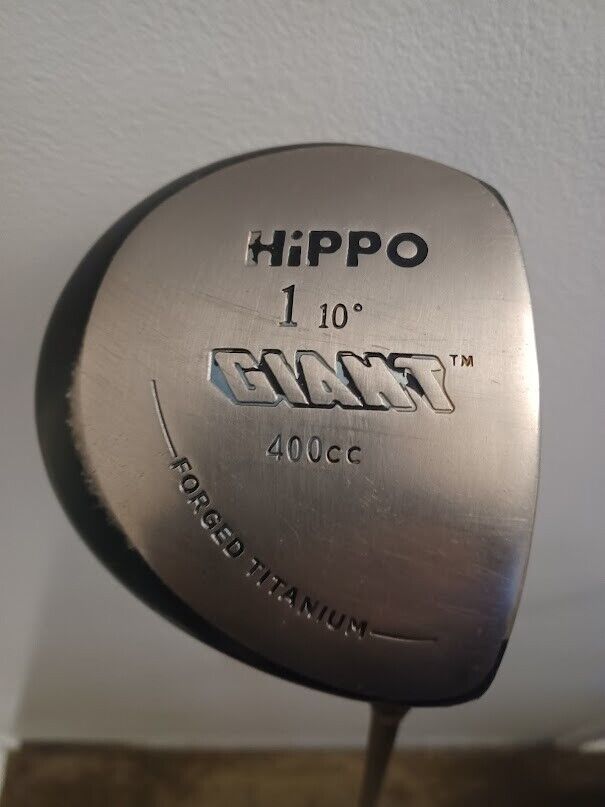 HiPPO
1 10°
GIANT™
400cc
FORGED TITANIUM